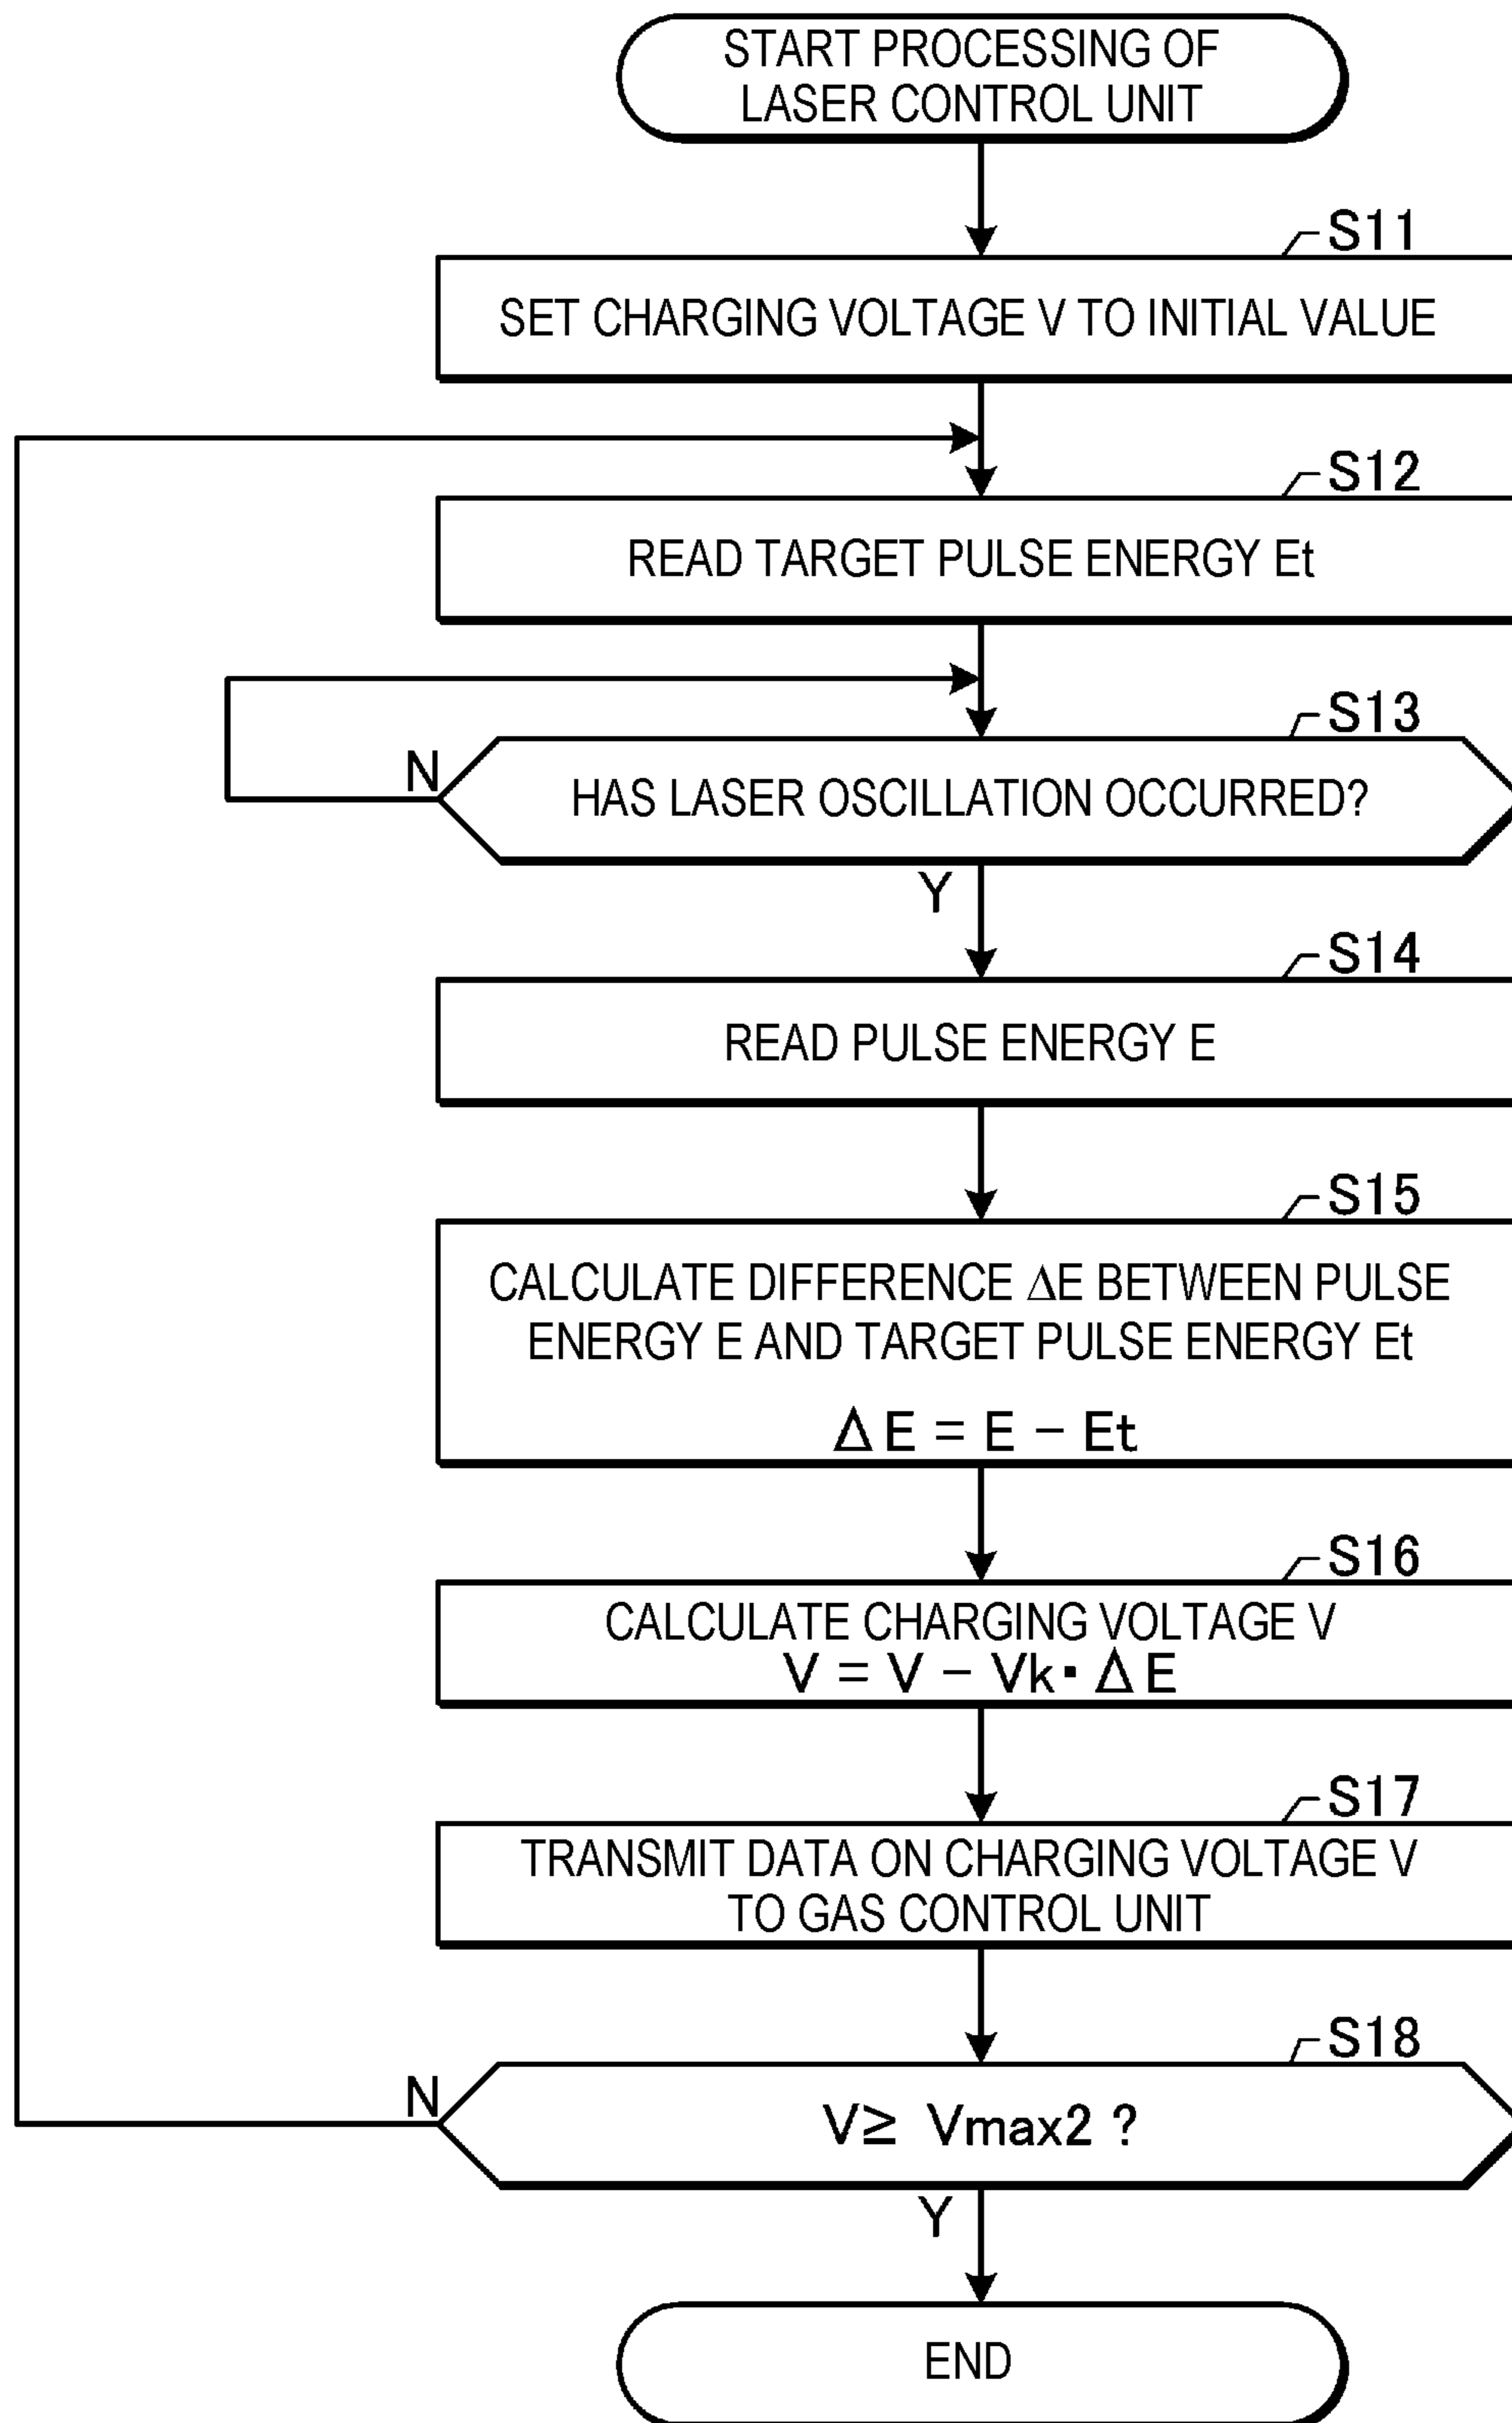 START PROCESSING OF
LASER CONTROL UNIT
S11
SET CHARGING VOLTAGE V TO INITIAL VALUE
S12
READ TARGET PULSE ENERGY Et
S13
N
HAS LASER OSCILLATION OCCURRED?
Y
S14
READ PULSE ENERGY E
S15
CALCULATE DIFFERENCE ΔE BETWEEN PULSE
ENERGY E AND TARGET PULSE ENERGY Et
ΔE = E − Et
S16
CALCULATE CHARGING VOLTAGE V
V = V − Vk・ΔE
S17
TRANSMIT DATA ON CHARGING VOLTAGE V
TO GAS CONTROL UNIT
S18
N
V≥ Vmax2 ?
Y
END